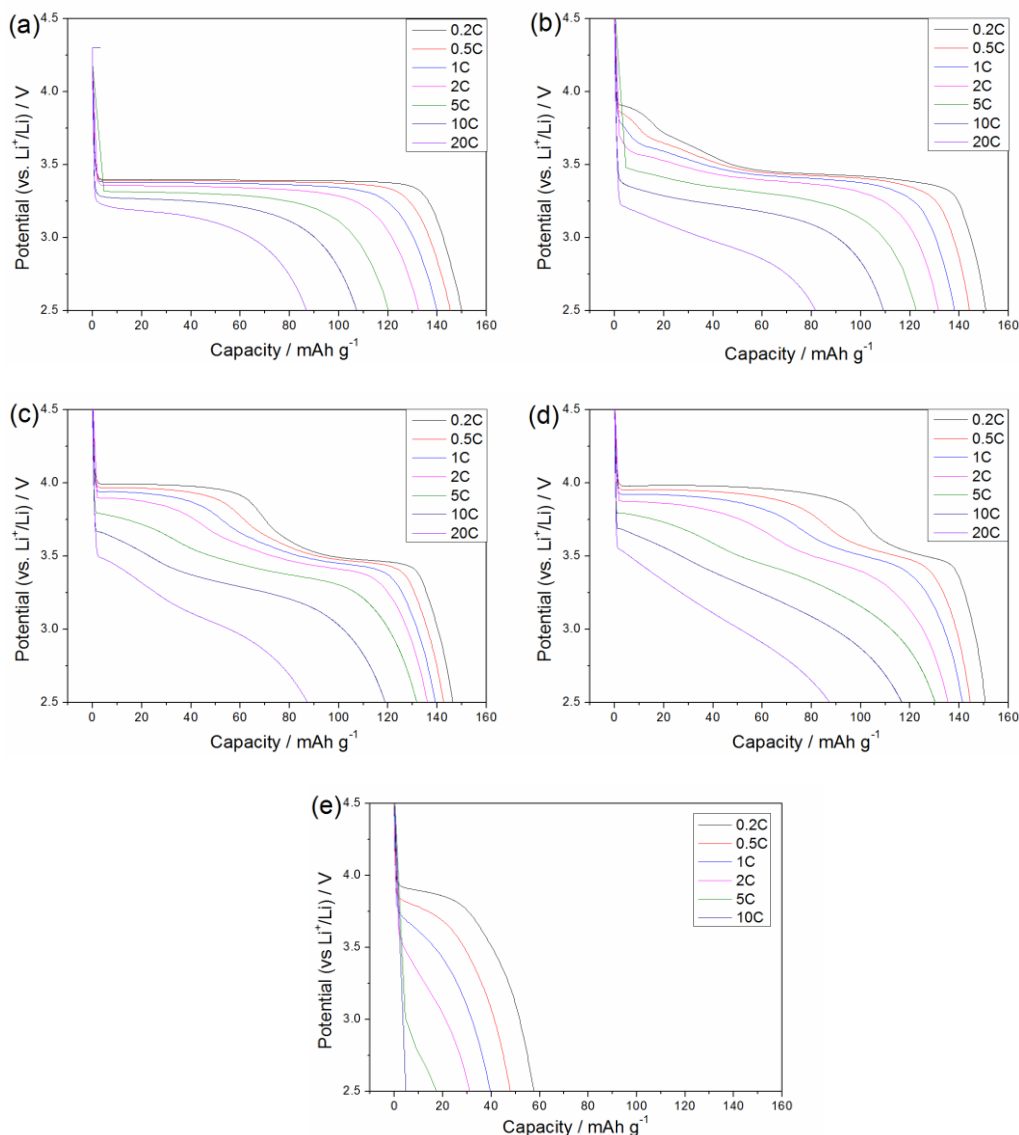 (a)
4.5
4.0
3.5
3.0
2.5
Potential (vs. Li⁺/Li) / V
0 20 40 60 80 100 120 140 160
Capacity / mAh g⁻¹
0.2C
0.5C
1C
2C
5C
10C
20C
(b)
4.5
4.0
3.5
3.0
2.5
Potential (vs. Li⁺/Li) / V
0 20 40 60 80 100 120 140 160
Capacity / mAh g⁻¹
0.2C
0.5C
1C
2C
5C
10C
20C
(c)
4.5
4.0
3.5
3.0
2.5
Potential (vs. Li⁺/Li) / V
0 20 40 60 80 100 120 140 160
Capacity / mAh g⁻¹
0.2C
0.5C
1C
2C
5C
10C
20C
(d)
4.5
4.0
3.5
3.0
2.5
Potential (vs. Li⁺/Li) / V
0 20 40 60 80 100 120 140 160
Capacity / mAh g⁻¹
0.2C
0.5C
1C
2C
5C
10C
20C
(e)
4.5
4.0
3.5
3.0
2.5
Potential (vs Li⁺/Li) / V
0 20 40 60 80 100 120 140 160
Capacity / mAh g⁻¹
0.2C
0.5C
1C
2C
5C
10C